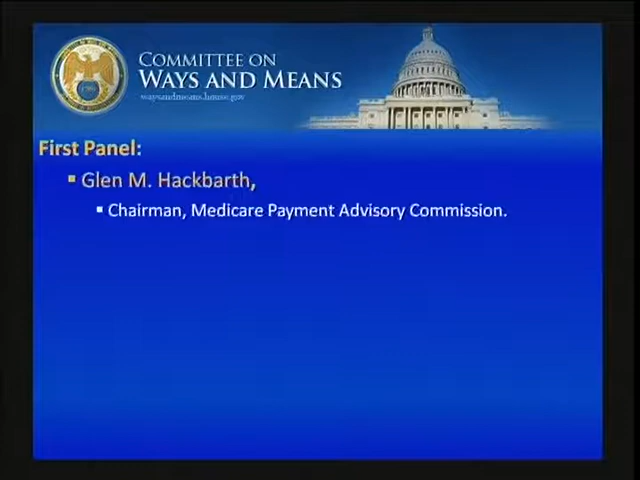 COMMITTEE ON
WAYS AND MEANS
waysandmeans.house.gov
First Panel:
▪ Glen M. Hackbarth,
▪ Chairman, Medicare Payment Advisory Commission.